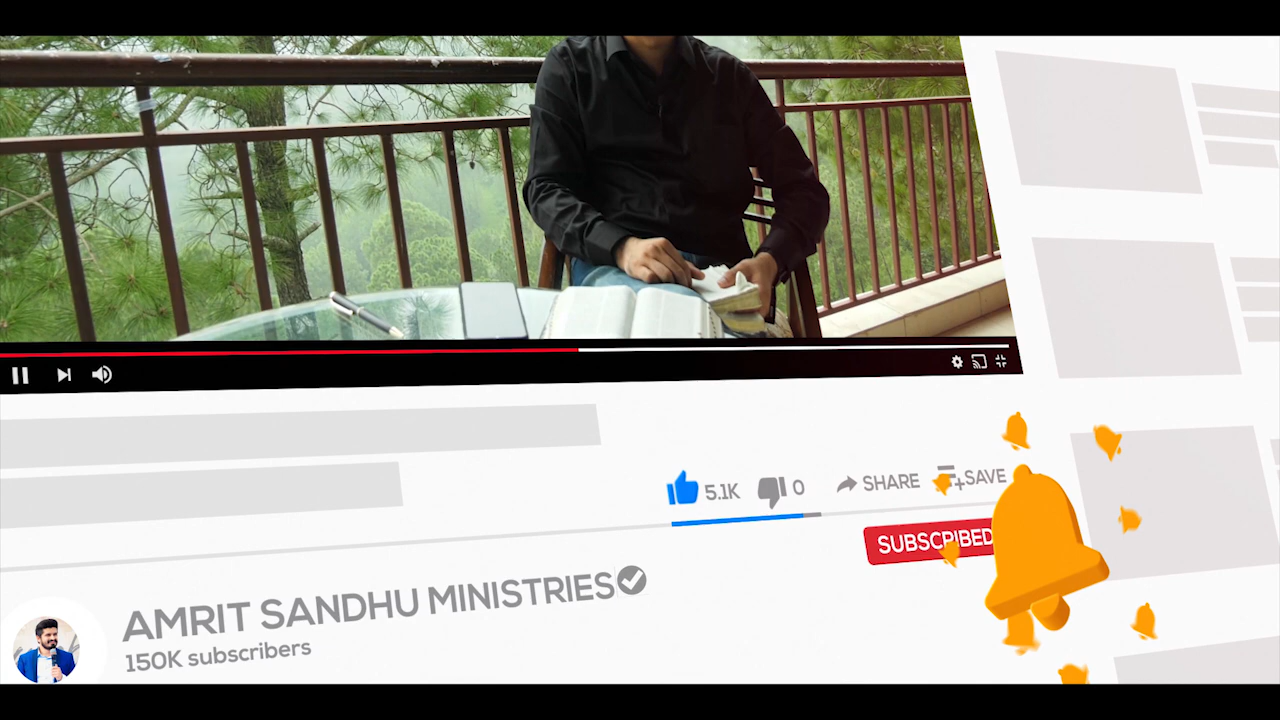 5.1K 0 SHARE SAVE
SUBSCRIBED
AMRIT SANDHU MINISTRIES
150K subscribers